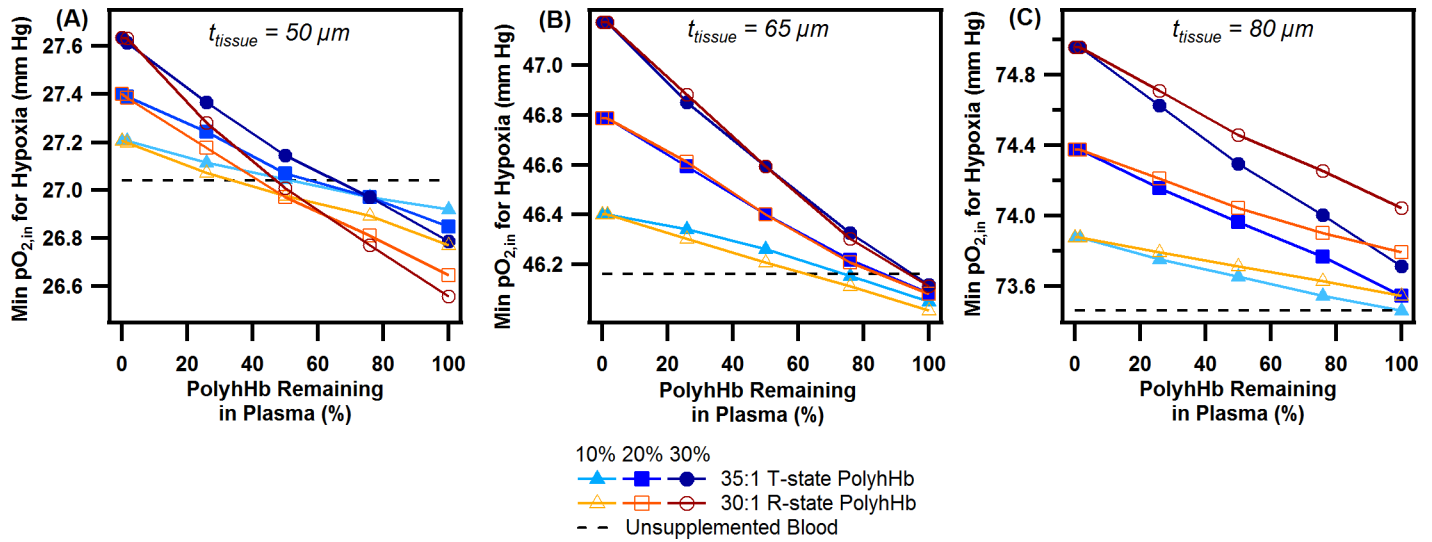 (A)
t_tissue = 50 µm
Min pO2,in for Hypoxia (mm Hg)
27.6
27.4
27.2
27.0
26.8
26.6
0 20 40 60 80 100
PolyhHb Remaining
in Plasma (%)
(B)
t_tissue = 65 µm
Min pO2,in for Hypoxia (mm Hg)
47.0
46.8
46.6
46.4
46.2
0 20 40 60 80 100
PolyhHb Remaining
in Plasma (%)
(C)
t_tissue = 80 µm
Min pO2,in for Hypoxia (mm Hg)
74.8
74.4
74.0
73.6
0 20 40 60 80 100
PolyhHb Remaining
in Plasma (%)
10% 20% 30%
35:1 T-state PolyhHb
30:1 R-state PolyhHb
Unsupplemented Blood